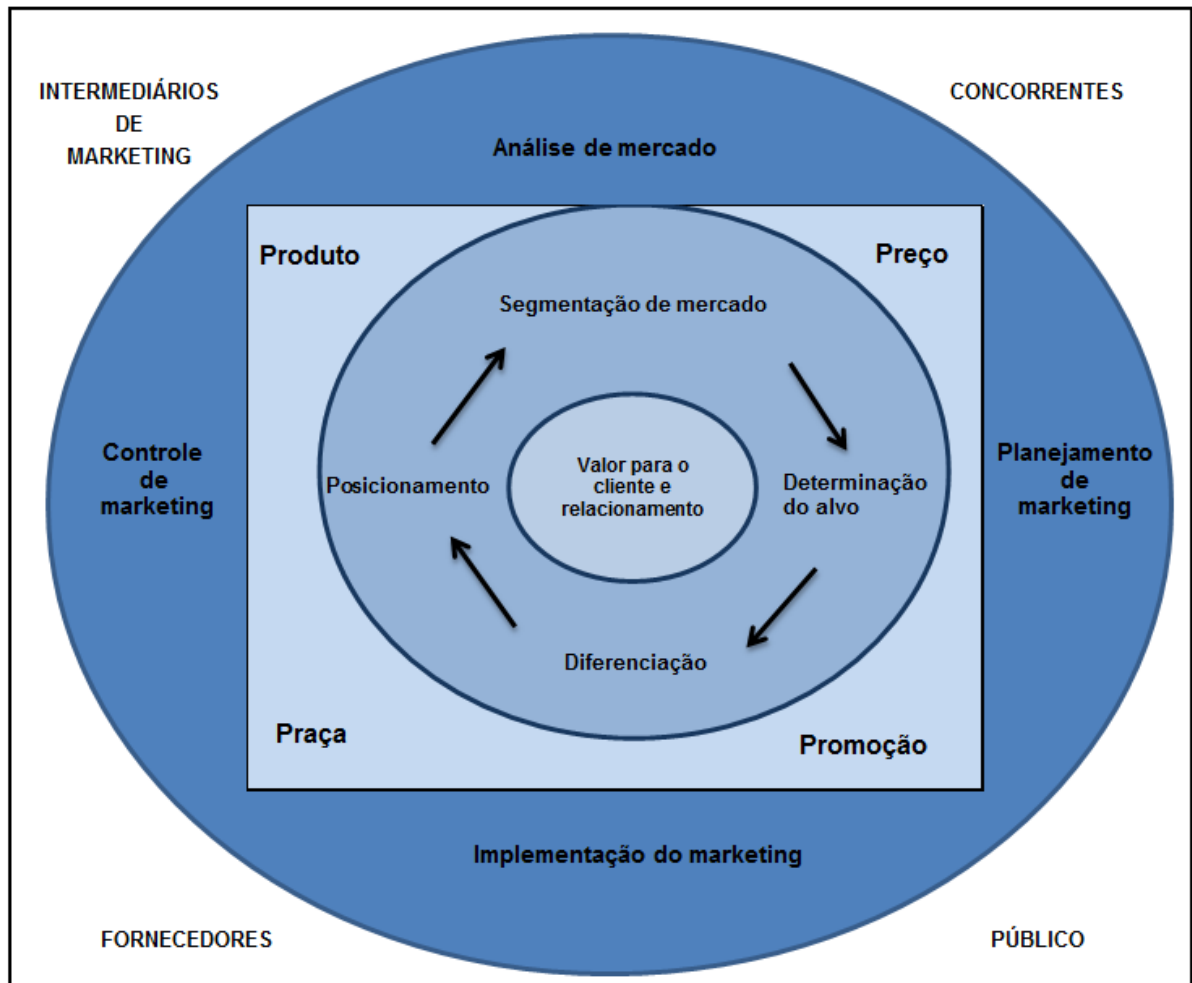 INTERMEDIÁRIOS
DE
MARKETING
CONCORRENTES
Análise de mercado
Produto
Preço
Segmentação de mercado
Controle
de
marketing
Posicionamento
Valor para o
cliente e
relacionamento
Determinação
do alvo
Planejamento
de
marketing
Diferenciação
Praça
Promoção
Implementação do marketing
FORNECEDORES
PÚBLICO